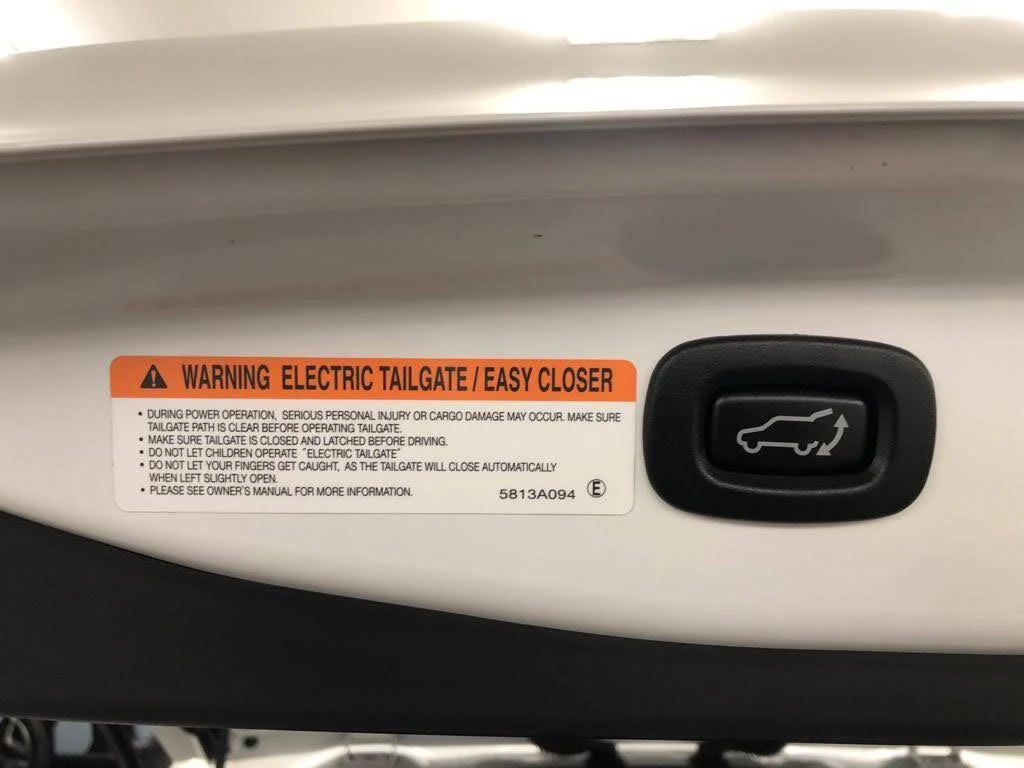 WARNING ELECTRIC TAILGATE / EASY CLOSER
• DURING POWER OPERATION, SERIOUS PERSONAL INJURY OR CARGO DAMAGE MAY OCCUR. MAKE SURE
TAILGATE PATH IS CLEAR BEFORE OPERATING TAILGATE.
• MAKE SURE TAILGATE IS CLOSED AND LATCHED BEFORE DRIVING.
• DO NOT LET CHILDREN OPERATE "ELECTRIC TAILGATE"
• DO NOT LET YOUR FINGERS GET CAUGHT, AS THE TAILGATE WILL CLOSE AUTOMATICALLY
WHEN LEFT SLIGHTLY OPEN.
• PLEASE SEE OWNER'S MANUAL FOR MORE INFORMATION.
5813A094 Ⓔ